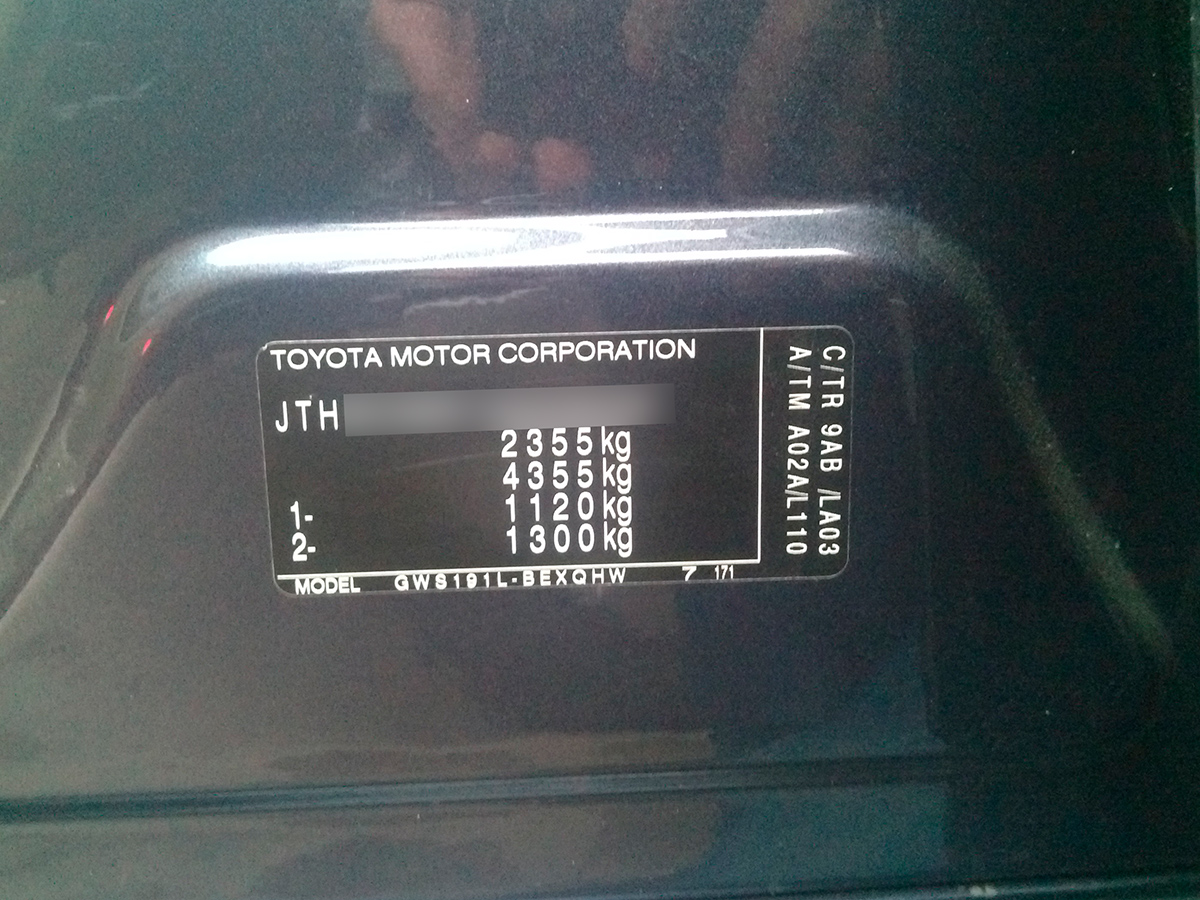 TOYOTA MOTOR CORPORATION
JTH
2355kg
4355kg
1- 1120kg
2- 1300kg
MODEL GWS191L-BEXQHW 7 171
C/TR 9AB /LA03
A/TM A02A/L110